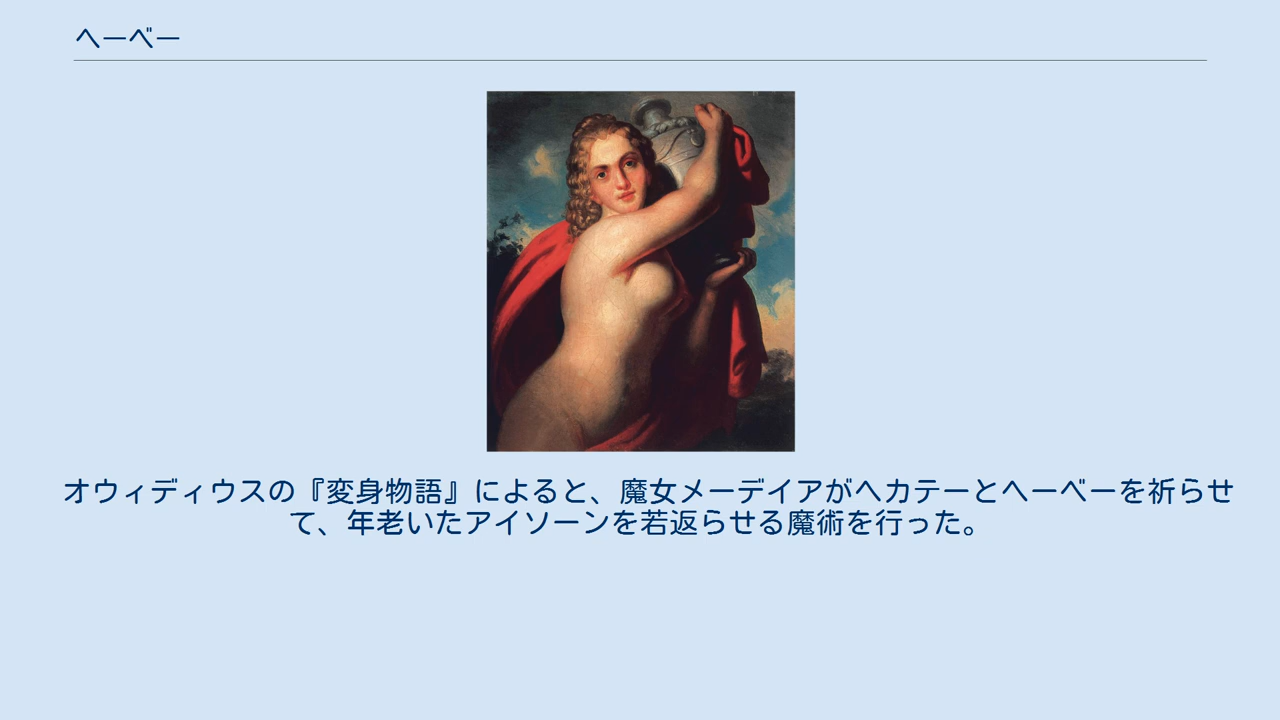 ヘーベー
オウィディウスの『変身物語』によると、魔女メーデイアがヘカテーとヘーベーを祈らせ
て、年老いたアイソーンを若返らせる魔術を行った。